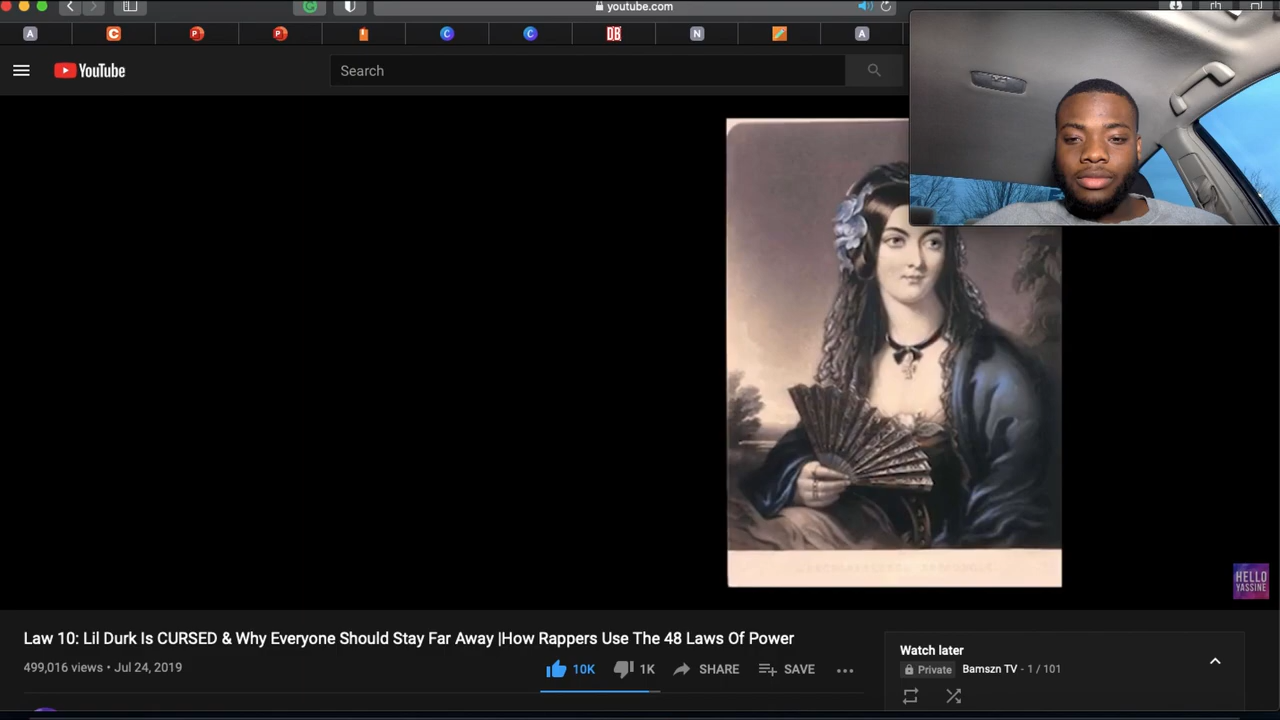 youtube.com
A
C
P
P
C
C
DB
N
A
YouTube
Search
HELLO
YASSINE
Law 10: Lil Durk Is CURSED & Why Everyone Should Stay Far Away |How Rappers Use The 48 Laws Of Power
499,016 views • Jul 24, 2019
10K
1K
SHARE
SAVE
Watch later
Private
Bamszn TV - 1 / 101